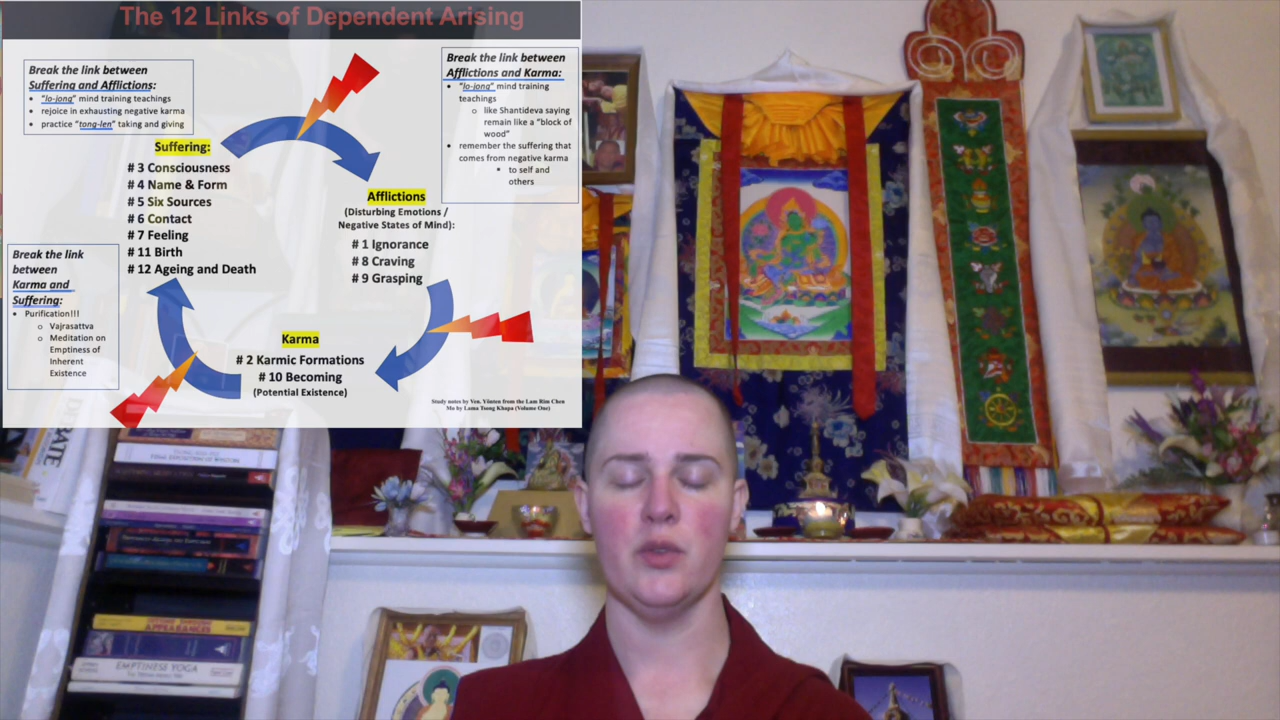 The 12 Links of Dependent Arising
Break the link between
Suffering and Afflictions:
• "lo-jong" mind training teachings
• rejoice in exhausting negative karma
• practice "tong-len" taking and giving
Break the link between
Afflictions and Karma:
• "lo-jong" mind training
teachings
o like Shantideva saying
remain like a "block of
wood"
• remember the suffering that
comes from negative karma
▪ to self and
others
Suffering:
# 3 Consciousness
# 4 Name & Form
# 5 Six Sources
# 6 Contact
# 7 Feeling
# 11 Birth
# 12 Ageing and Death
Afflictions
(Disturbing Emotions /
Negative States of Mind):
# 1 Ignorance
# 8 Craving
# 9 Grasping
Break the link
between
Karma and
Suffering:
• Purification!!!
o Vajrasattva
o Meditation on
Emptiness of
Inherent
Existence
Karma
# 2 Karmic Formations
# 10 Becoming
(Potential Existence)
Study notes by Ven. Yönten from the Lam Rim Chen
Mo by Lama Tsong Khapa (Volume One)
DEBATE
APPEARANCES
EMPTINESS YOGA